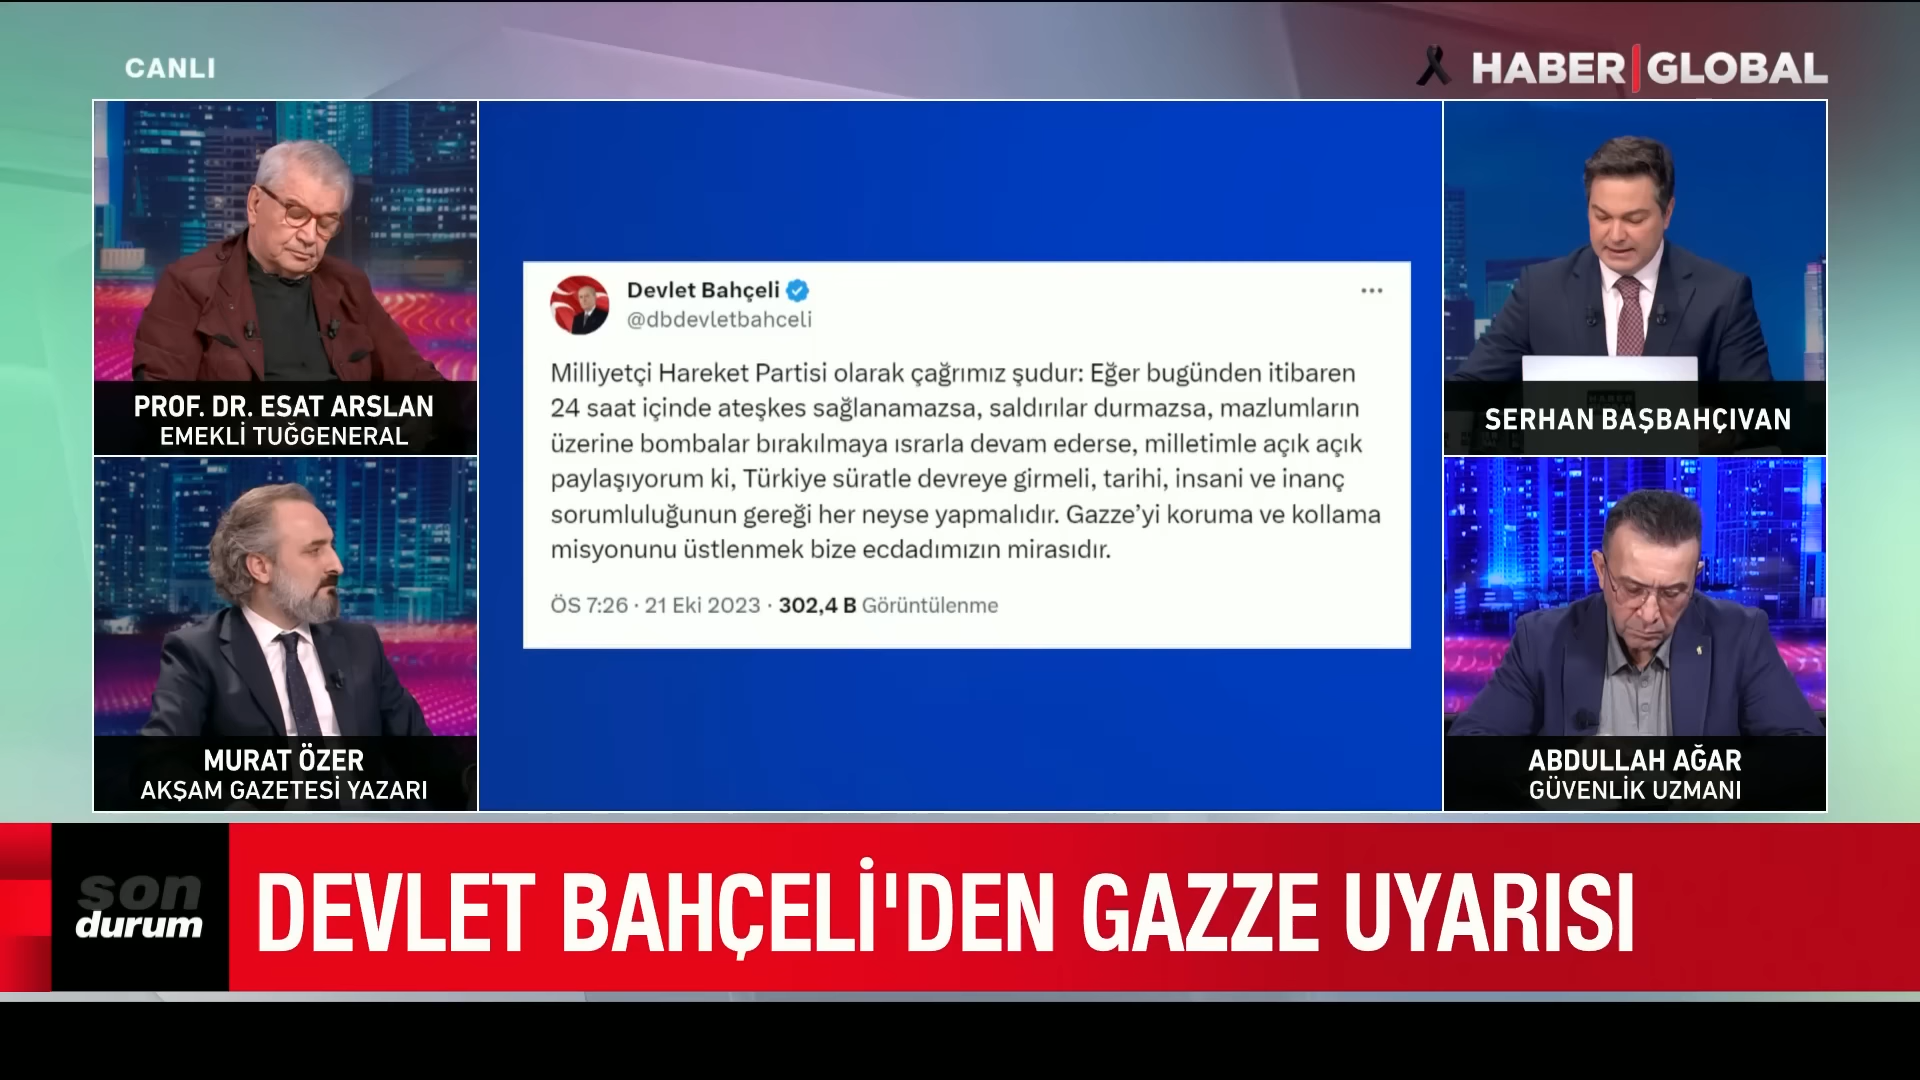 CANLI
HABER GLOBAL
PROF. DR. ESAT ARSLAN
EMEKLİ TUĞGENERAL
MURAT ÖZER
AKŞAM GAZETESİ YAZARI
Devlet Bahçeli
@dbdevletbahceli
Milliyetçi Hareket Partisi olarak çağrımız şudur: Eğer bugünden itibaren
24 saat içinde ateşkes sağlanamazsa, saldırılar durmazsa, mazlumların
üzerine bombalar bırakılmaya ısrarla devam ederse, milletimle açık açık
paylaşıyorum ki, Türkiye süratle devreye girmeli, tarihi, insani ve inanç
sorumluluğunun gereği her neyse yapmalıdır. Gazze’yi koruma ve kollama
misyonunu üstlenmek bize ecdadımızın mirasıdır.
ÖS 7:26 · 21 Eki 2023 · 302,4 B Görüntülenme
SERHAN BAŞBAHÇIVAN
ABDULLAH AĞAR
GÜVENLİK UZMANI
son
durum
DEVLET BAHÇELİ'DEN GAZZE UYARISI